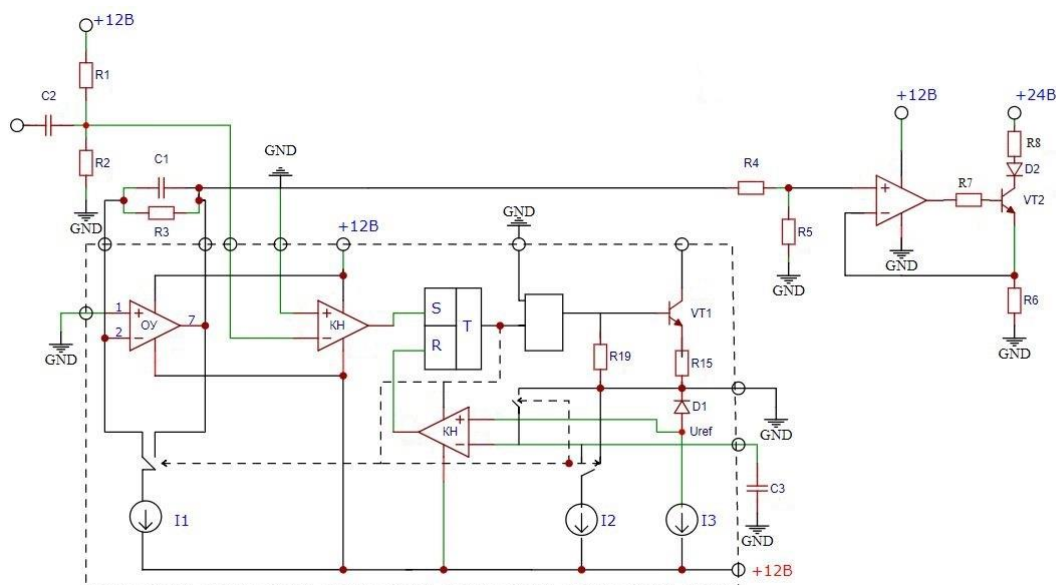 +12В
R1
C2
R2
GND
C1
R3
GND
+12В
1
2
ОУ
7
GND
КН
S
R
T
GND
VT1
R19
R15
D1
КН
Uref
GND
C3
GND
I1
I2
I3
+12В
R4
R5
GND
+12В
GND
R7
+24В
R8
D2
VT2
R6
GND